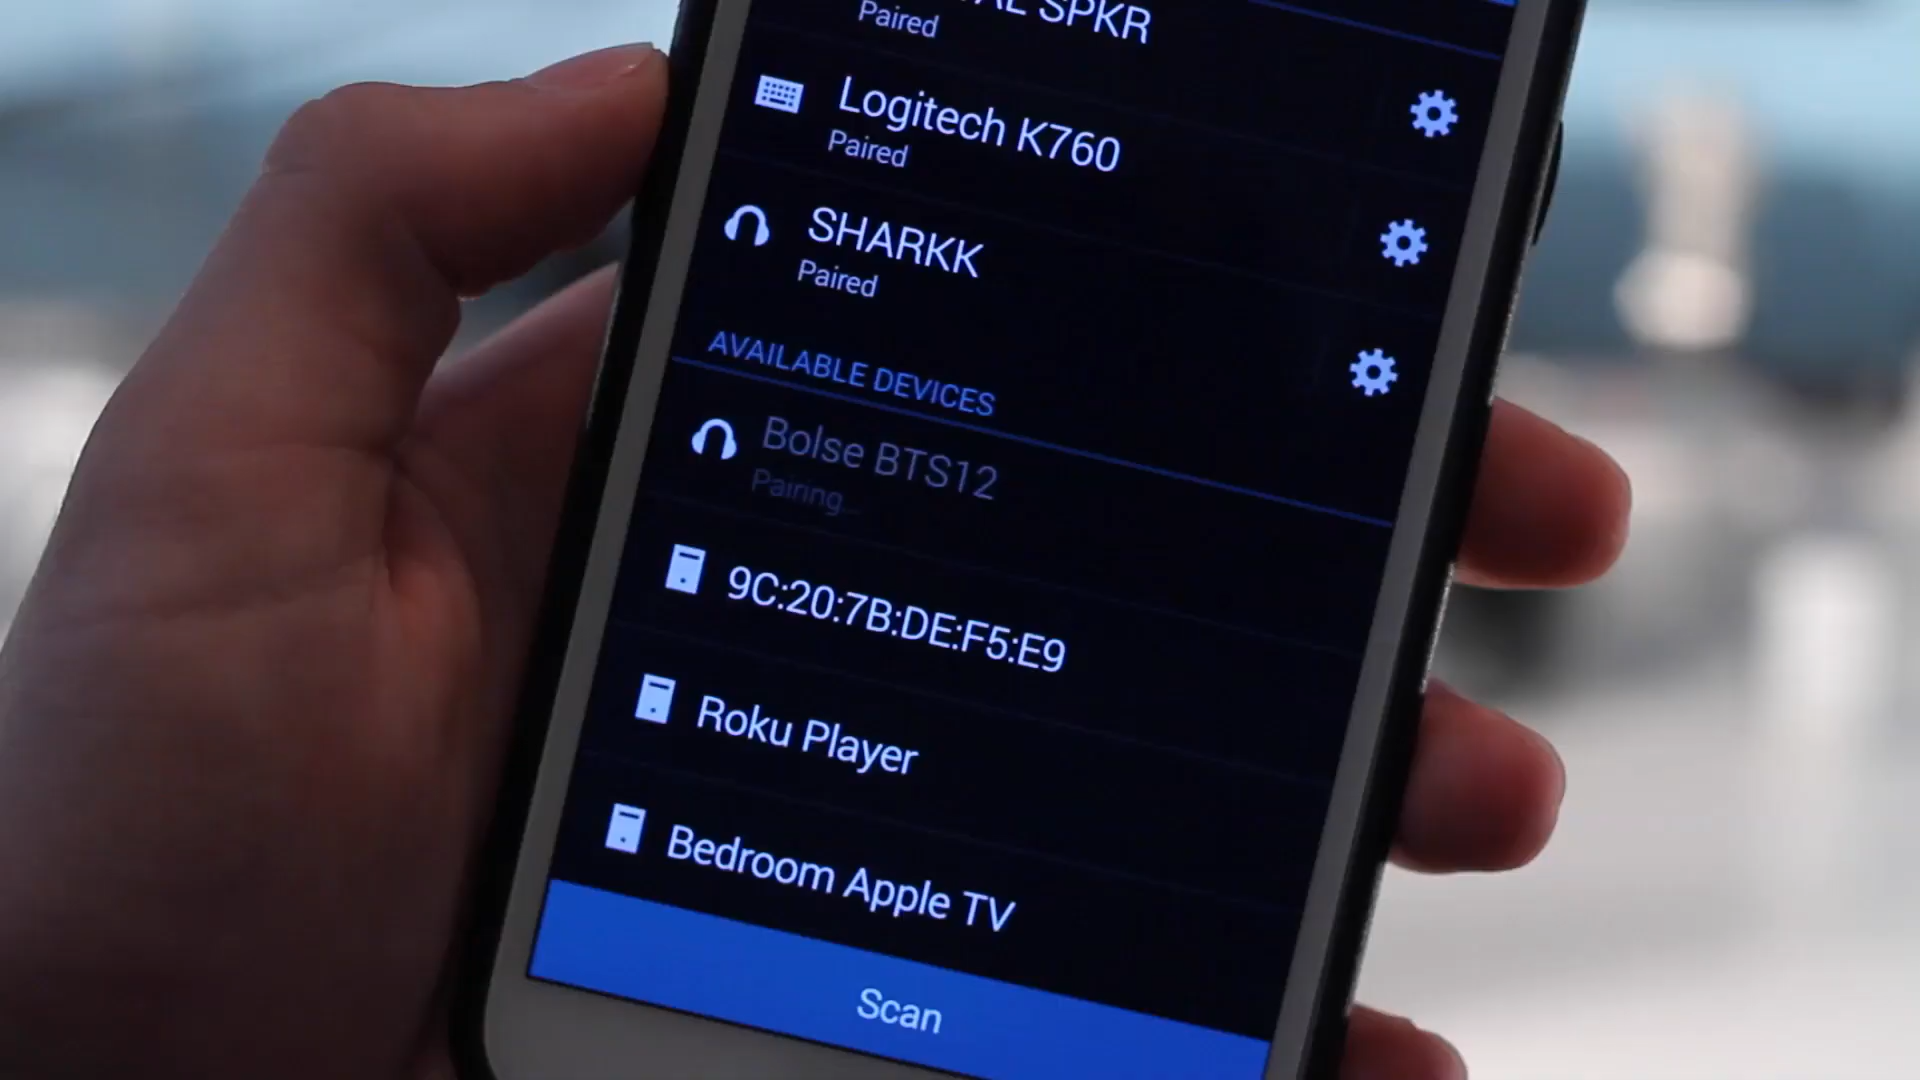 SPKR
Paired
Logitech K760
Paired
SHARKK
Paired
AVAILABLE DEVICES
Bolse BTS12
Pairing...
9C:20:7B:DE:F5:E9
Roku Player
Bedroom Apple TV
Scan